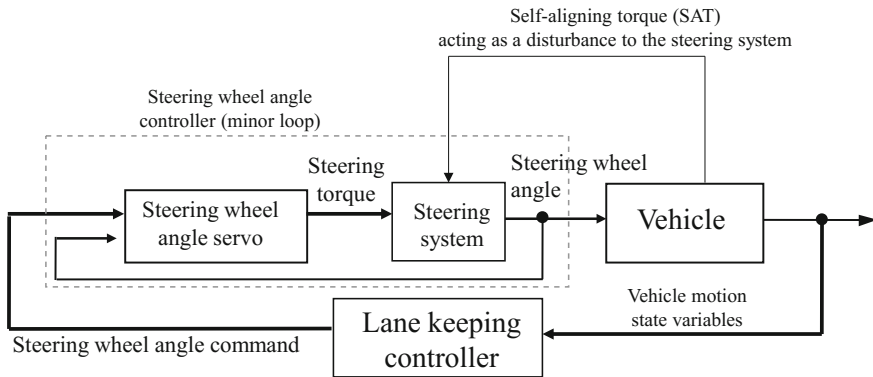 Self-aligning torque (SAT)
acting as a disturbance to the steering system
Steering wheel angle
controller (minor loop)
Steering
torque
Steering wheel
angle
Steering wheel
angle servo
Steering
system
Vehicle
Vehicle motion
state variables
Lane keeping
controller
Steering wheel angle command